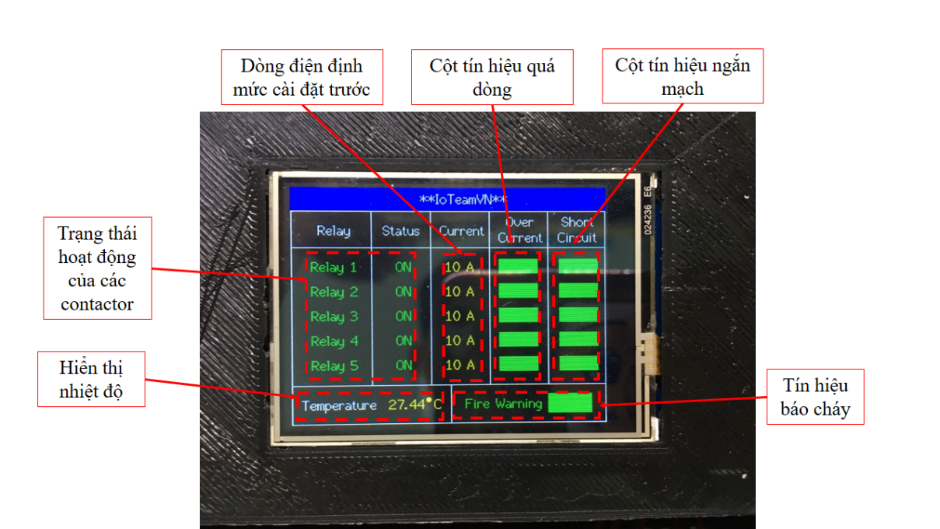 Dòng điện định
mức cài đặt trước
Cột tín hiệu quá
dòng
Cột tín hiệu ngắn
mạch
Trạng thái
hoạt động
của các
contactor
Hiển thị
nhiệt độ
Tín hiệu
báo cháy
**IoTeamVN**
Relay Status Current Over Current Short Circuit
Relay 1 ON 10 A
Relay 2 ON 10 A
Relay 3 ON 10 A
Relay 4 ON 10 A
Relay 5 ON 10 A
Temperature 27.44°C Fire Warning
024236 E6